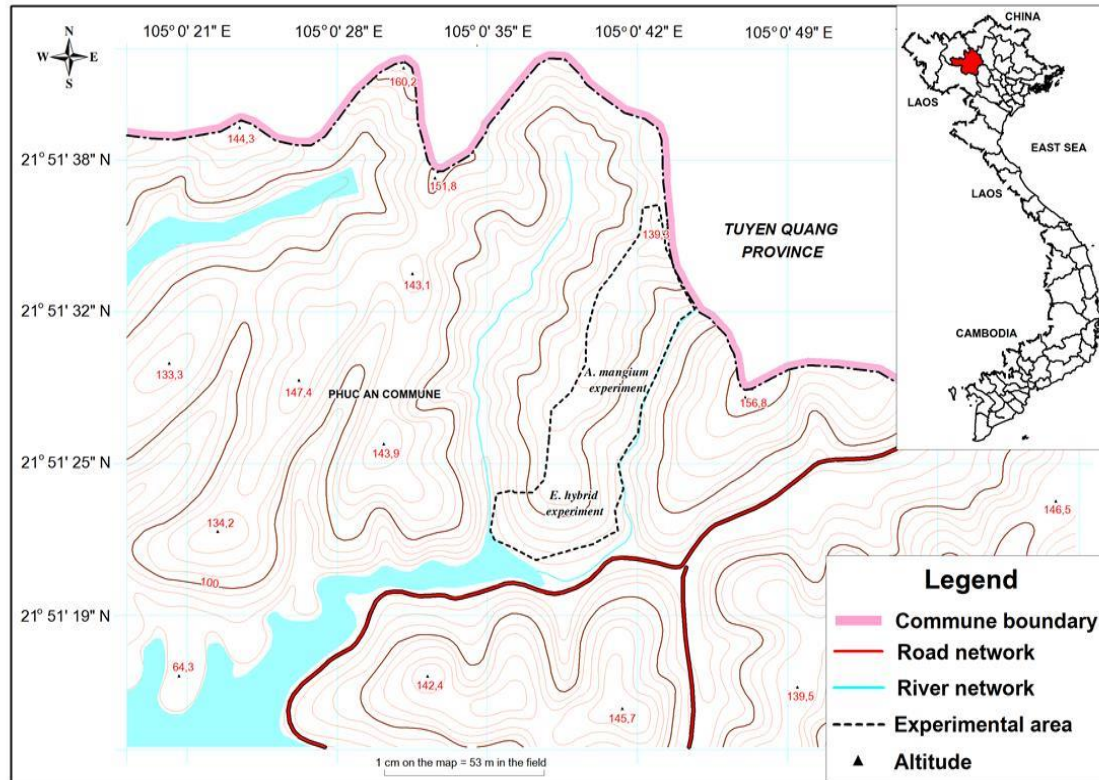 105° 0' 21" E
105° 0' 28" E
105° 0' 35" E
105° 0' 42" E
105° 0' 49" E
N
W
E
S
CHINA
LAOS
EAST SEA
LAOS
CAMBODIA
160,2
144,3
21° 51' 38" N
151,8
TUYEN QUANG
PROVINCE
139,3
143,1
21° 51' 32" N
133,3
147,4
PHUC AN COMMUNE
A. mangium
experiment
156,8
143,9
21° 51' 25" N
E. hybrid
experiment
134,2
146,5
100
21° 51' 19" N
64,3
142,4
145,7
139,5
Legend
Commune boundary
Road network
River network
Experimental area
Altitude
1 cm on the map = 53 m in the field